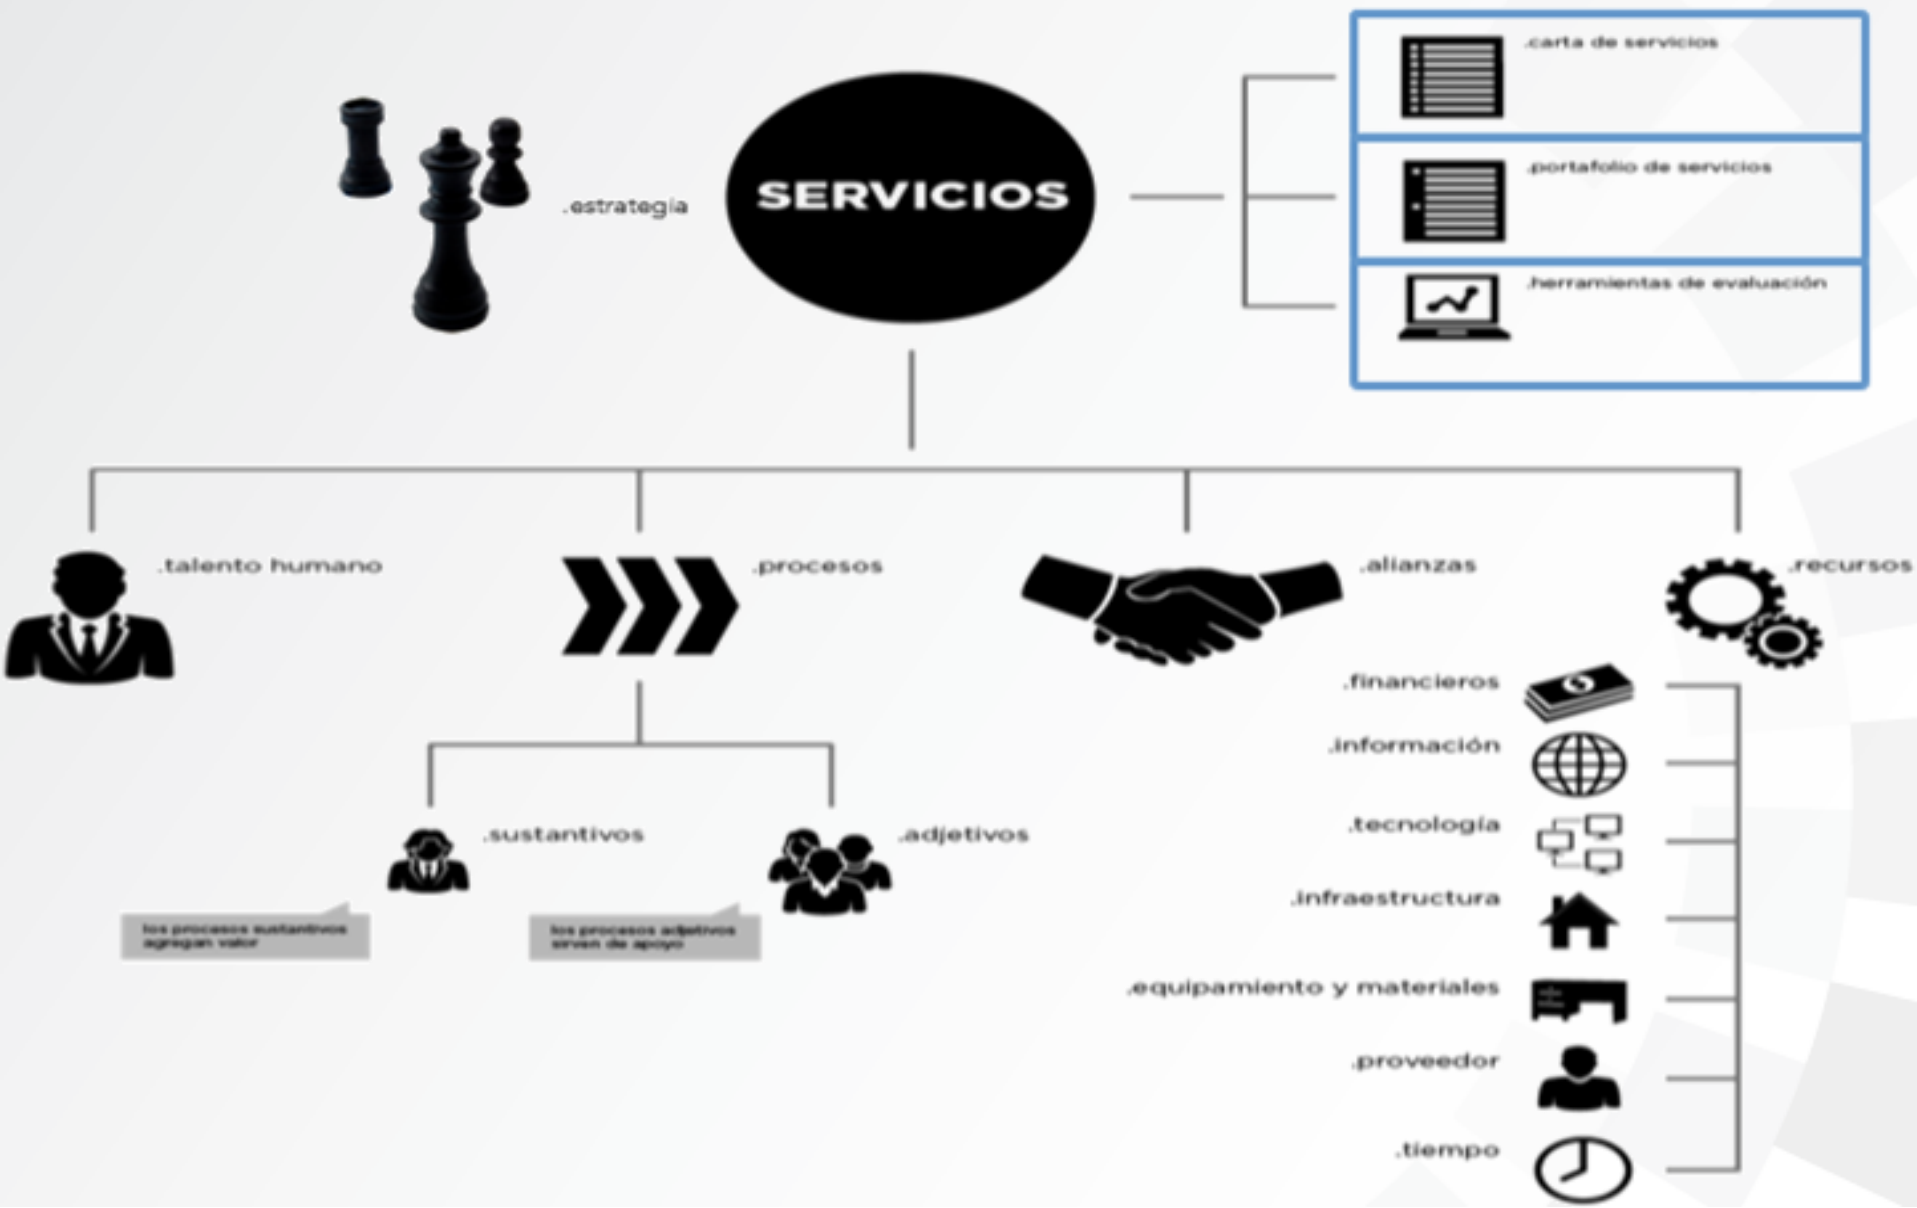 .carta de servicios
.portafolio de servicios
.herramientas de evaluación
.estrategia
SERVICIOS
.talento humano
.procesos
.alianzas
.recursos
.financieros
.información
.tecnología
.infraestructura
.equipamiento y materiales
.proveedor
.tiempo
.sustantivos
.adjetivos
los procesos sustantivos
agregan valor
los procesos adjetivos
sirven de apoyo